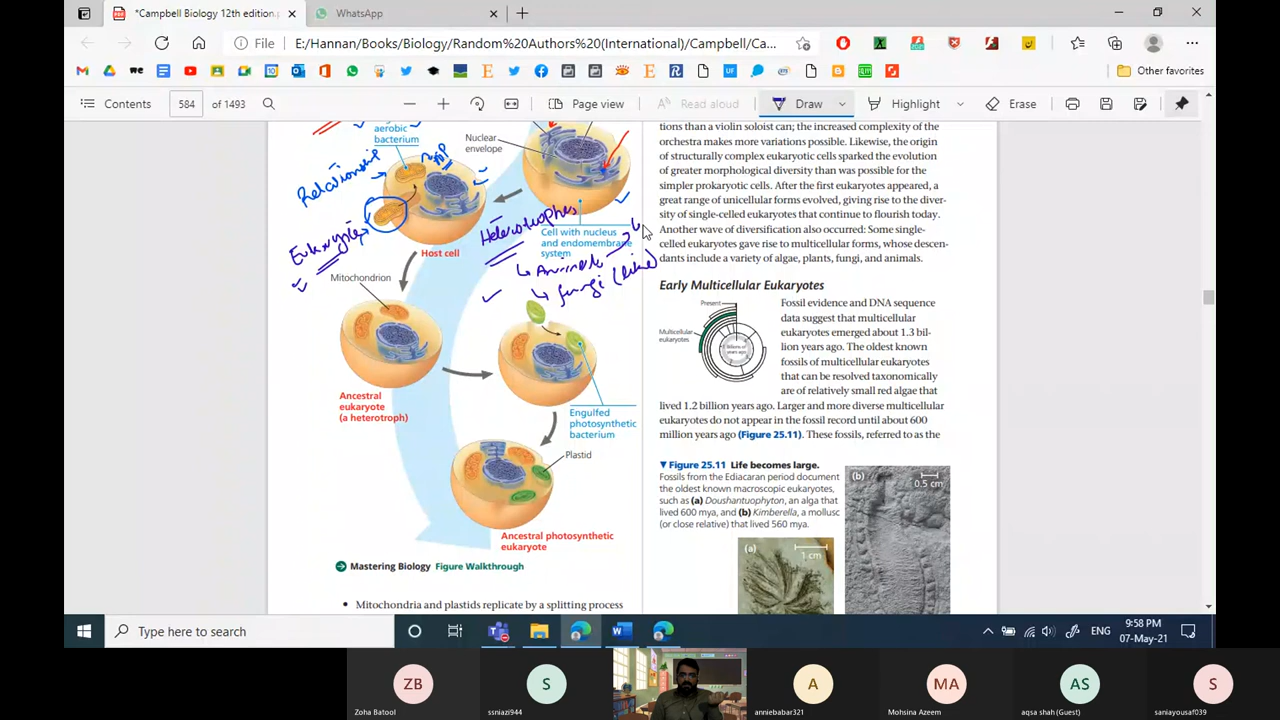 *Campbell Biology 12th edition.p
WhatsApp
File
E:/Hannan/Books/Biology/Random%20Authors%20(International)/Campbell/Ca...
Other favorites
Contents
584
of 1493
Page view
Read aloud
Draw
Highlight
Erase
aerobic
bacterium
Nuclear
envelope
Relationship
Eukaryote
Heterotrophes
Animals
fungi
Cell with nucleus
and endomembrane
system
Host cell
Mitochondrion
Ancestral
eukaryote
(a heterotroph)
Engulfed
photosynthetic
bacterium
Plastid
Ancestral photosynthetic
eukaryote
Mastering Biology Figure Walkthrough
• Mitochondria and plastids replicate by a splitting process
tions than a violin soloist can; the increased complexity of the
orchestra makes more variations possible. Likewise, the origin
of structurally complex eukaryotic cells sparked the evolution
of greater morphological diversity than was possible for the
simpler prokaryotic cells. After the first eukaryotes appeared, a
great range of unicellular forms evolved, giving rise to the diver-
sity of single-celled eukaryotes that continue to flourish today.
Another wave of diversification also occurred: Some single-
celled eukaryotes gave rise to multicellular forms, whose descen-
dants include a variety of algae, plants, fungi, and animals.
Early Multicellular Eukaryotes
Present
Multicellular
eukaryotes
Billions of
years ago
Fossil evidence and DNA sequence
data suggest that multicellular
eukaryotes emerged about 1.3 bil-
lion years ago. The oldest known
fossils of multicellular eukaryotes
that can be resolved taxonomically
are of relatively small red algae that
lived 1.2 billion years ago. Larger and more diverse multicellular
eukaryotes do not appear in the fossil record until about 600
million years ago (Figure 25.11). These fossils, referred to as the
▼ Figure 25.11 Life becomes large.
Fossils from the Ediacaran period document
the oldest known macroscopic eukaryotes,
such as (a) Doushantuophyton, an alga that
lived 600 mya, and (b) Kimberella, a mollusc
(or close relative) that lived 560 mya.
(a)
1 cm
(b)
0.5 cm
Type here to search
ENG
9:58 PM
07-May-21
ZB
S
A
MA
AS
S
Zoha Batool
ssniazi944
anniebabar321
Mohsina Azeem
aqsa shah (Guest)
saniayousaf039